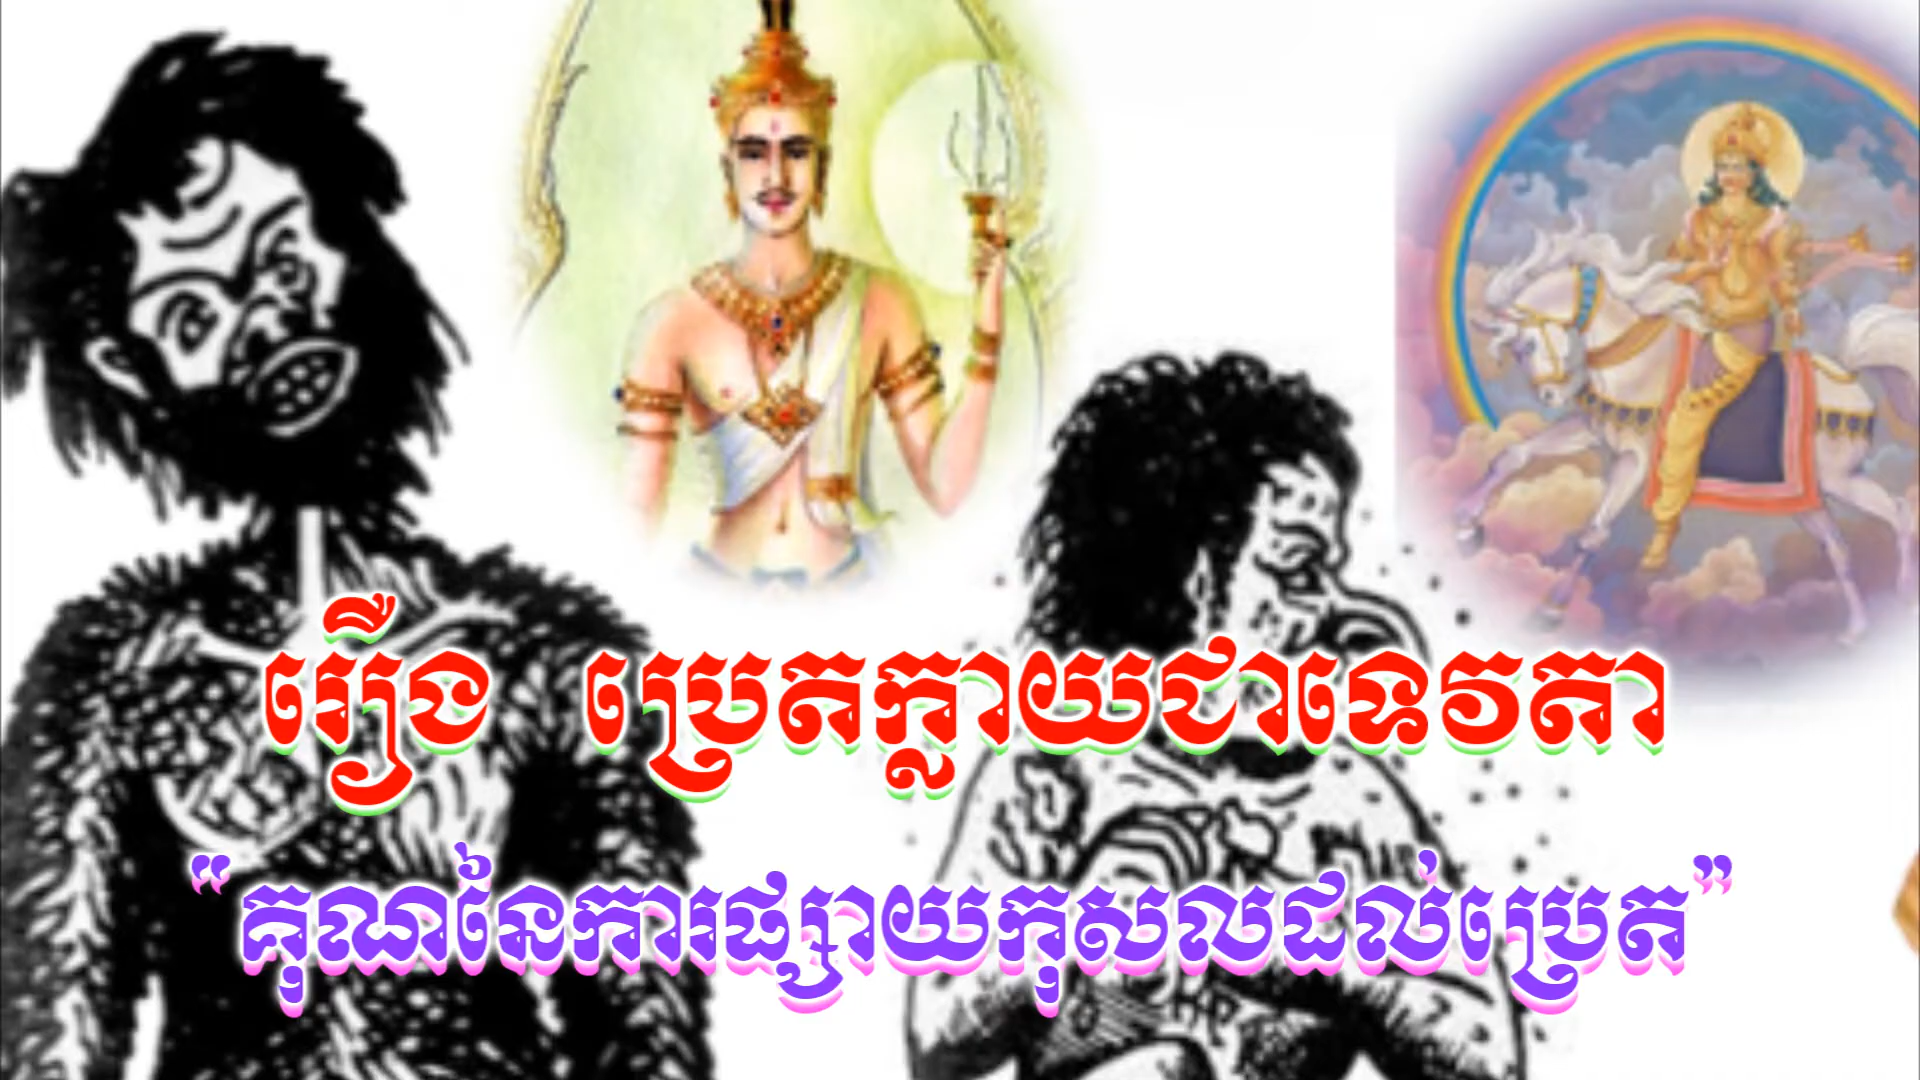 រឿង ប្រេតក្លាយជាទេវតា
“គុណនៃការផ្សាយកុសលដល់ប្រេត”